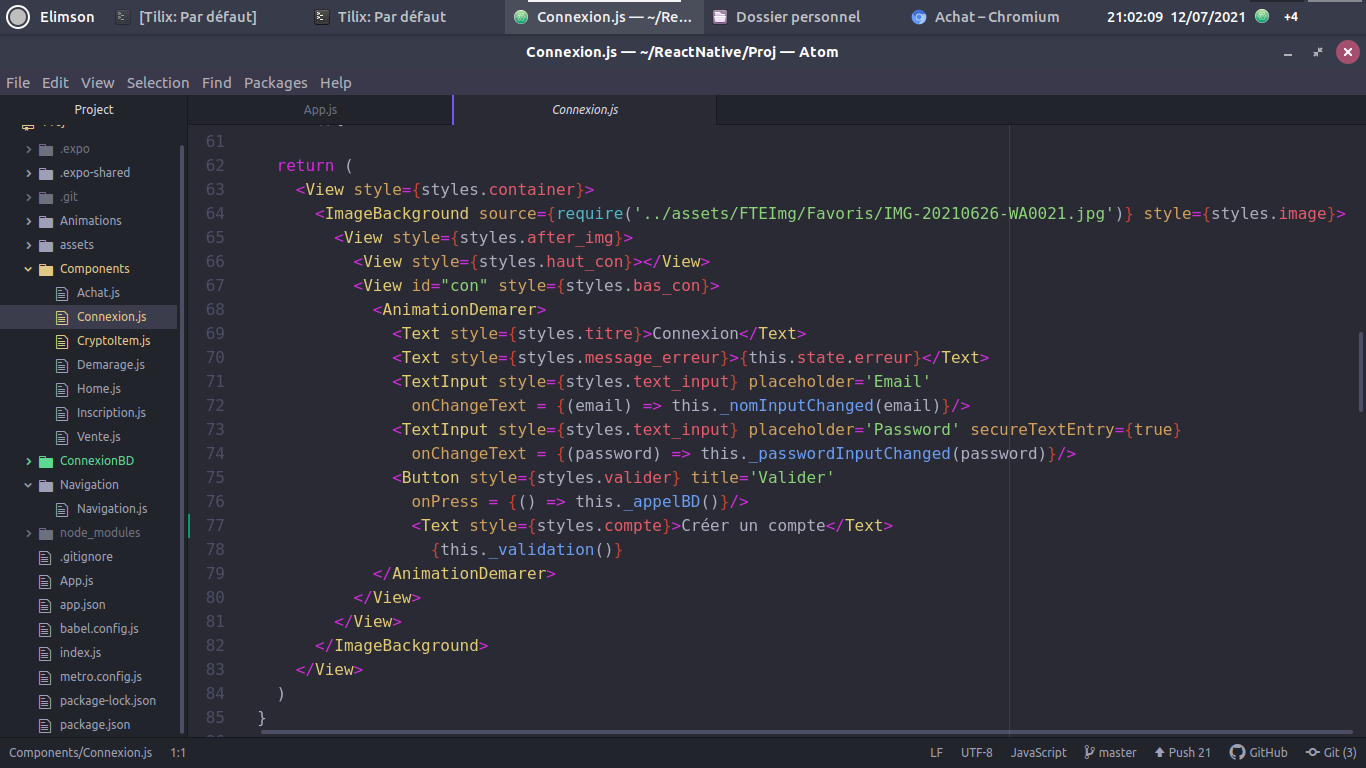 Elimson
[Tilix: Par défaut]
Tilix: Par défaut
Connexion.js — ~/Re...
Dossier personnel
Achat – Chromium
21:02:09 12/07/2021
+4
Connexion.js — ~/ReactNative/Proj — Atom
File Edit View Selection Find Packages Help
Project
App.js
Connexion.js
.expo
.expo-shared
.git
Animations
assets
Components
Achat.js
Connexion.js
CryptoItem.js
Demarage.js
Home.js
Inscription.js
Vente.js
ConnexionBD
Navigation
Navigation.js
node_modules
.gitignore
App.js
app.json
babel.config.js
index.js
metro.config.js
package-lock.json
package.json
61
62 return (
63 <View style={styles.container}>
64 <ImageBackground source={require('../assets/FTEImg/Favoris/IMG-20210626-WA0021.jpg')} style={styles.image}>
65 <View style={styles.after_img}>
66 <View style={styles.haut_con}></View>
67 <View id="con" style={styles.bas_con}>
68 <AnimationDemarer>
69 <Text style={styles.titre}>Connexion</Text>
70 <Text style={styles.message_erreur}>{this.state.erreur}</Text>
71 <TextInput style={styles.text_input} placeholder='Email'
72 onChangeText = {(email) => this._nomInputChanged(email)}/>
73 <TextInput style={styles.text_input} placeholder='Password' secureTextEntry={true}
74 onChangeText = {(password) => this._passwordInputChanged(password)}/>
75 <Button style={styles.valider} title='Valider'
76 onPress = {() => this._appelBD()}/>
77 <Text style={styles.compte}>Créer un compte</Text>
78 {this._validation()}
79 </AnimationDemarer>
80 </View>
81 </View>
82 </ImageBackground>
83 </View>
84 )
85 }
Components/Connexion.js 1:1
LF UTF-8 JavaScript master Push 21 GitHub Git (3)